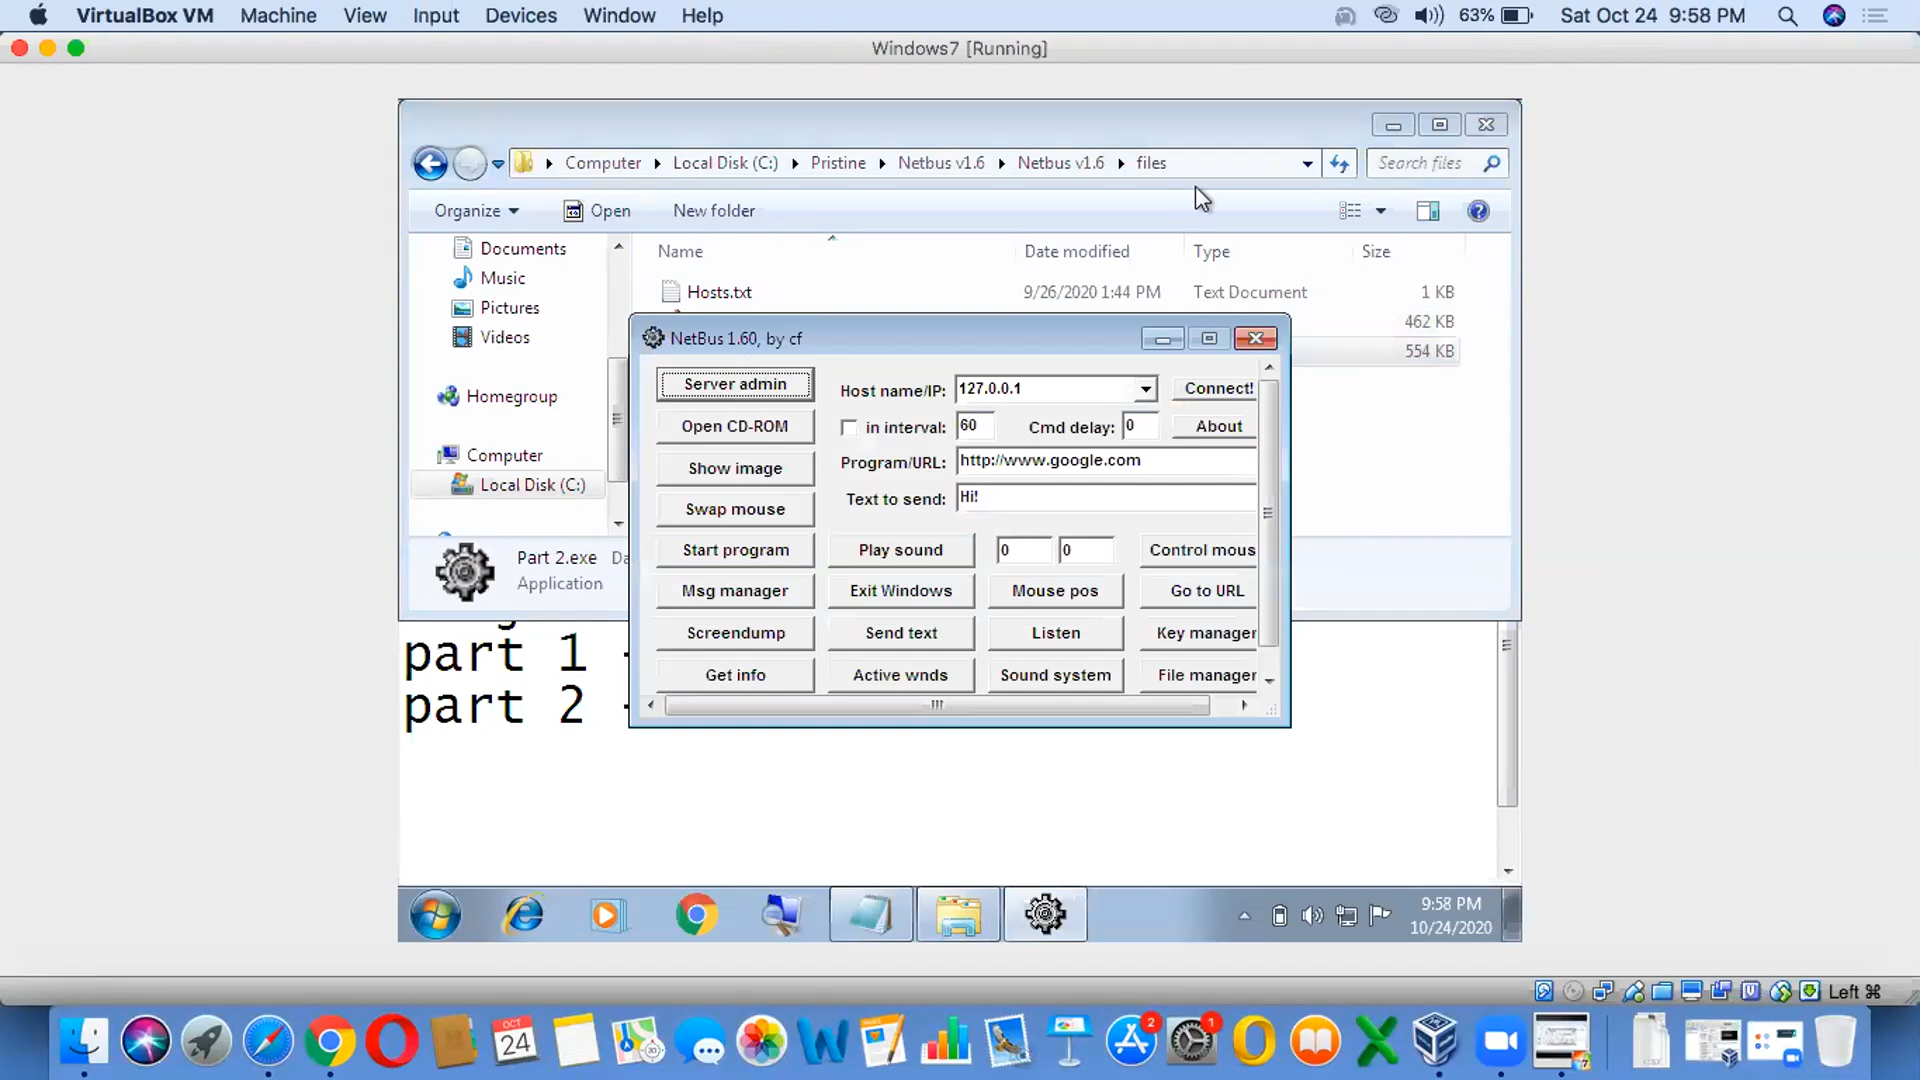 VirtualBox VM Machine View Input Devices Window Help 63% Sat Oct 24 9:58 PM
Windows7 [Running]
Computer Local Disk (C:) Pristine Netbus v1.6 Netbus v1.6 files Search files
Organize Open New folder
Documents
Music
Pictures
Videos
Homegroup
Computer
Local Disk (C:)
Name Date modified Type Size
Hosts.txt 9/26/2020 1:44 PM Text Document 1 KB
462 KB
554 KB
Part 2.exe Da
Application
NetBus 1.60, by cf
Server admin Host name/IP: 127.0.0.1 Connect!
Open CD-ROM in interval: 60 Cmd delay: 0 About
Show image Program/URL: http://www.google.com
Swap mouse Text to send: Hi!
Start program Play sound 0 0 Control mous
Msg manager Exit Windows Mouse pos Go to URL
Screendump Send text Listen Key manager
Get info Active wnds Sound system File manager
part 1 -
part 2 -
9:58 PM
10/24/2020
Left ⌘
OCT
24
2
1